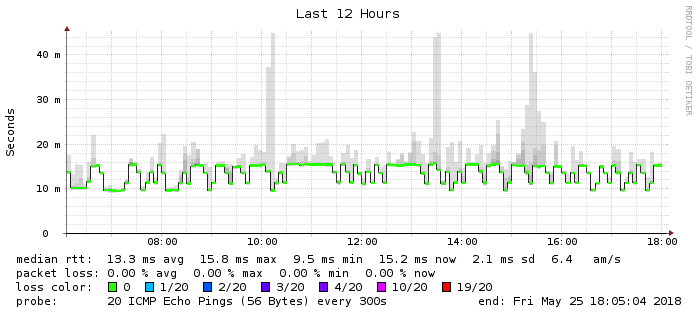 Last 12 Hours
RRDTOOL / TOBI OETIKER
Seconds
40 m
30 m
20 m
10 m
0
08:00 10:00 12:00 14:00 16:00 18:00
median rtt: 13.3 ms avg 15.8 ms max 9.5 ms min 15.2 ms now 2.1 ms sd 6.4 am/s
packet loss: 0.00 % avg 0.00 % max 0.00 % min 0.00 % now
loss color: 0 1/20 2/20 3/20 4/20 10/20 19/20
probe: 20 ICMP Echo Pings (56 Bytes) every 300s end: Fri May 25 18:05:04 2018